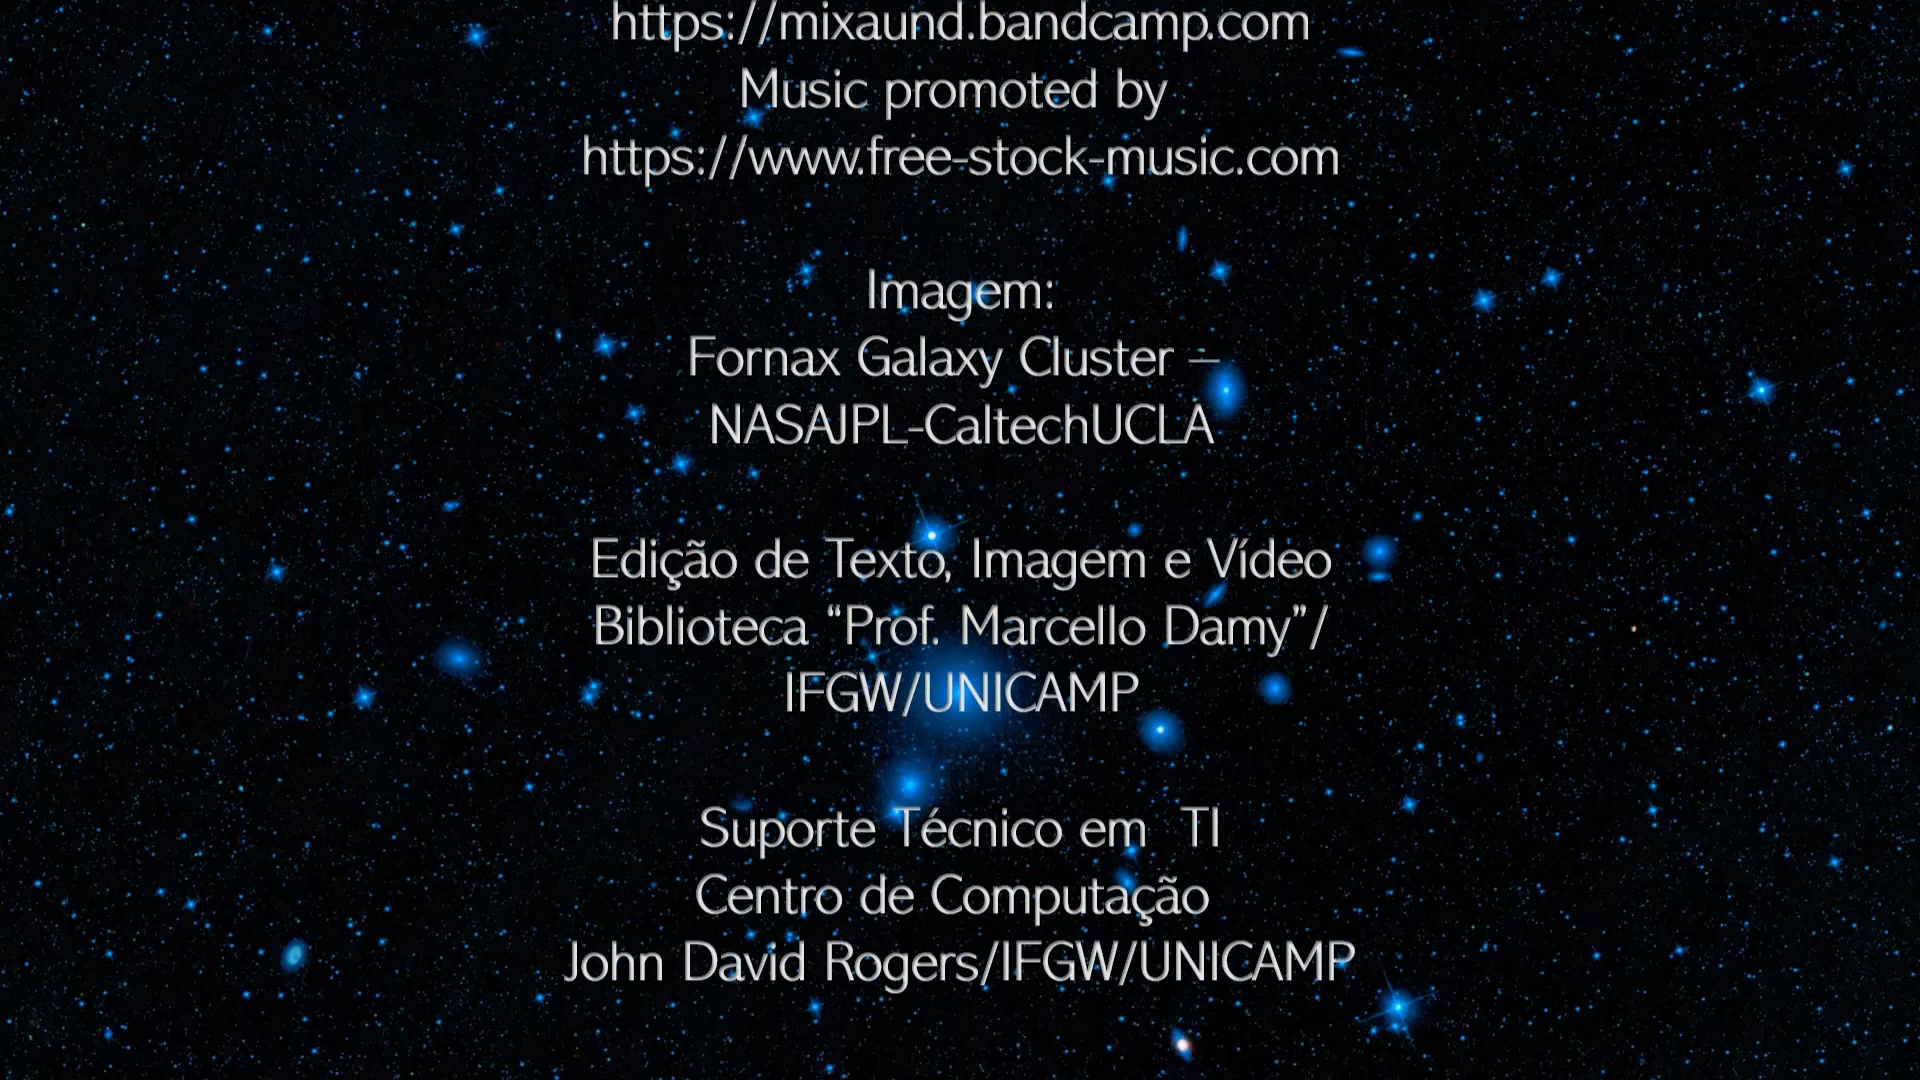 https://mixaund.bandcamp.com
Music promoted by
https://www.free-stock-music.com
Imagem:
Fornax Galaxy Cluster –
NASAJPL-CaltechUCLA
Edição de Texto, Imagem e Vídeo
Biblioteca “Prof. Marcello Damy”/
IFGW/UNICAMP
Suporte Técnico em  TI
Centro de Computação
John David Rogers/IFGW/UNICAMP